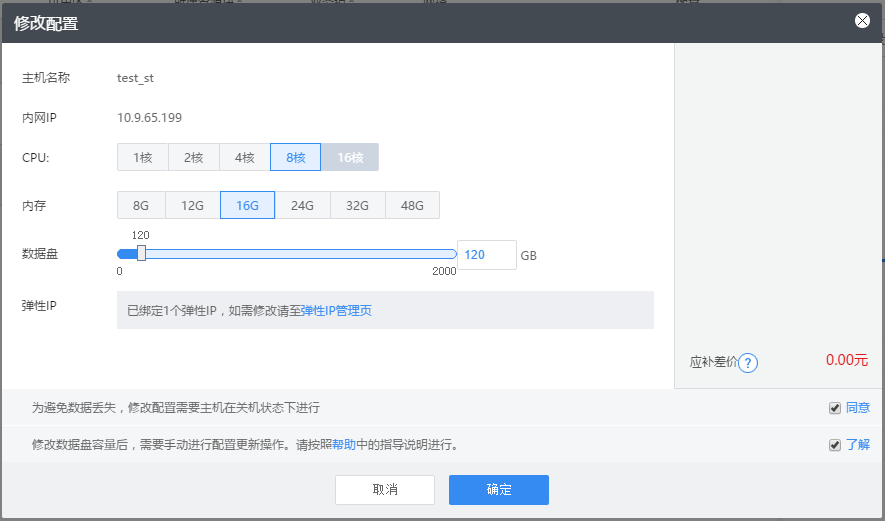 修改配置
主机名称 test_st
内网IP 10.9.65.199
CPU: 1核 2核 4核 8核 16核
内存 8G 12G 16G 24G 32G 48G
120
数据盘 120 GB
0 2000
弹性IP 已绑定1个弹性IP，如需修改请至弹性IP管理页
应补差价 ? 0.00元
为避免数据丢失，修改配置需要主机在关机状态下进行 同意
修改数据盘容量后，需要手动进行配置更新操作。请按照帮助中的指导说明进行。 了解
取消 确定